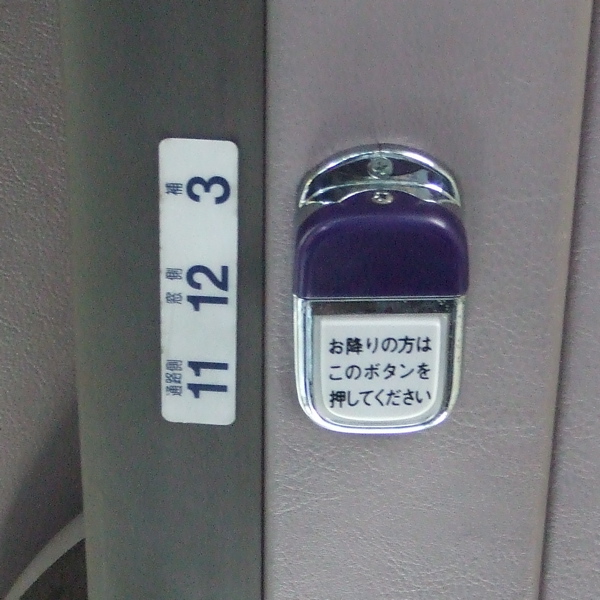 通路側 窓側 補
11 12 3
お降りの方は
このボタンを
押してください